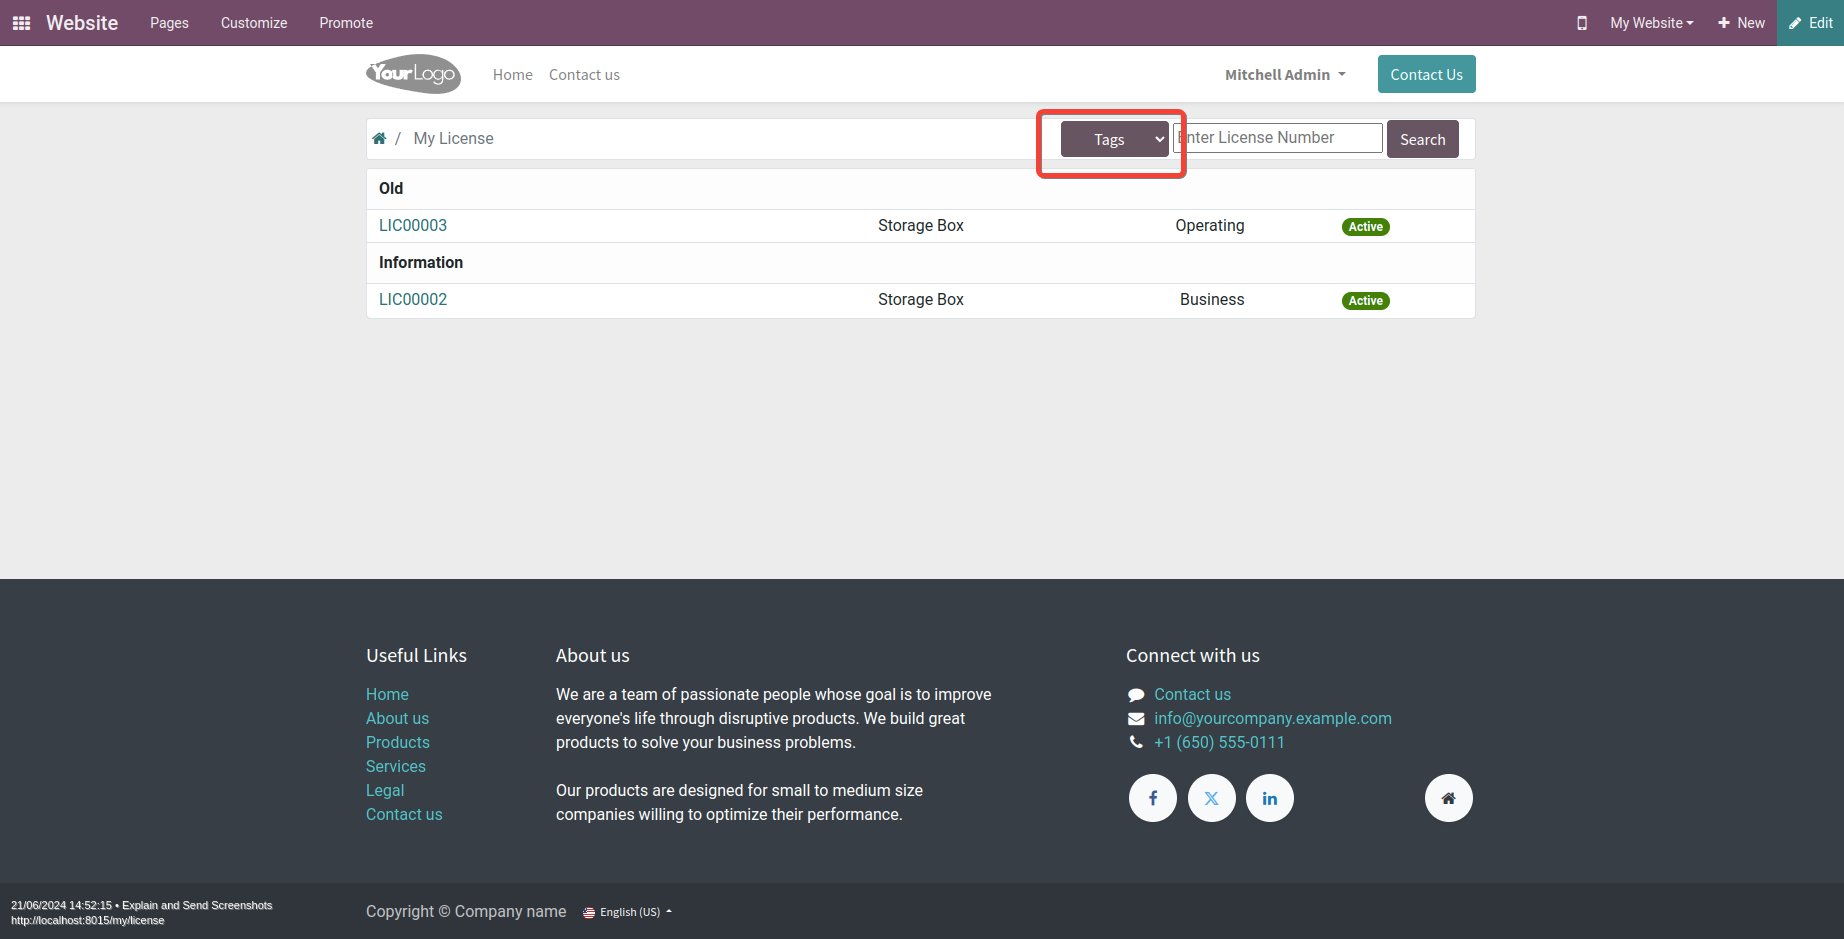 Website Pages Customize Promote My Website New Edit
YourLogo Home Contact us Mitchell Admin Contact Us
/ My License Tags Enter License Number Search
Old
LIC00003 Storage Box Operating Active
Information
LIC00002 Storage Box Business Active
Useful Links
Home
About us
Products
Services
Legal
Contact us
About us
We are a team of passionate people whose goal is to improve
everyone's life through disruptive products. We build great
products to solve your business problems.
Our products are designed for small to medium size
companies willing to optimize their performance.
Connect with us
Contact us
info@yourcompany.example.com
+1 (650) 555-0111
21/06/2024 14:52:15 • Explain and Send Screenshots
http://localhost:8015/my/license
Copyright © Company name English (US)